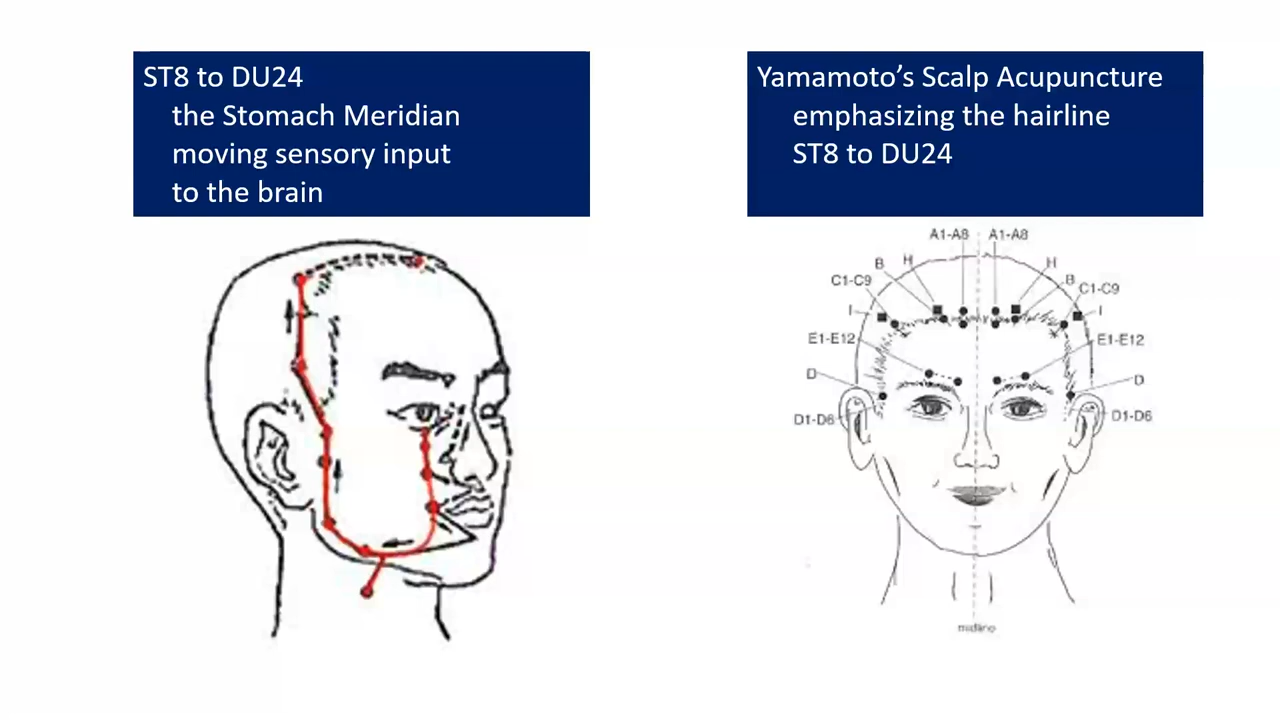 ST8 to DU24
the Stomach Meridian
moving sensory input
to the brain
Yamamoto’s Scalp Acupuncture
emphasizing the hairline
ST8 to DU24
A1-A8 A1-A8
B H H B
C1-C9 C1-C9
I I
E1-E12 E1-E12
D D
D1-D6 D1-D6
midline